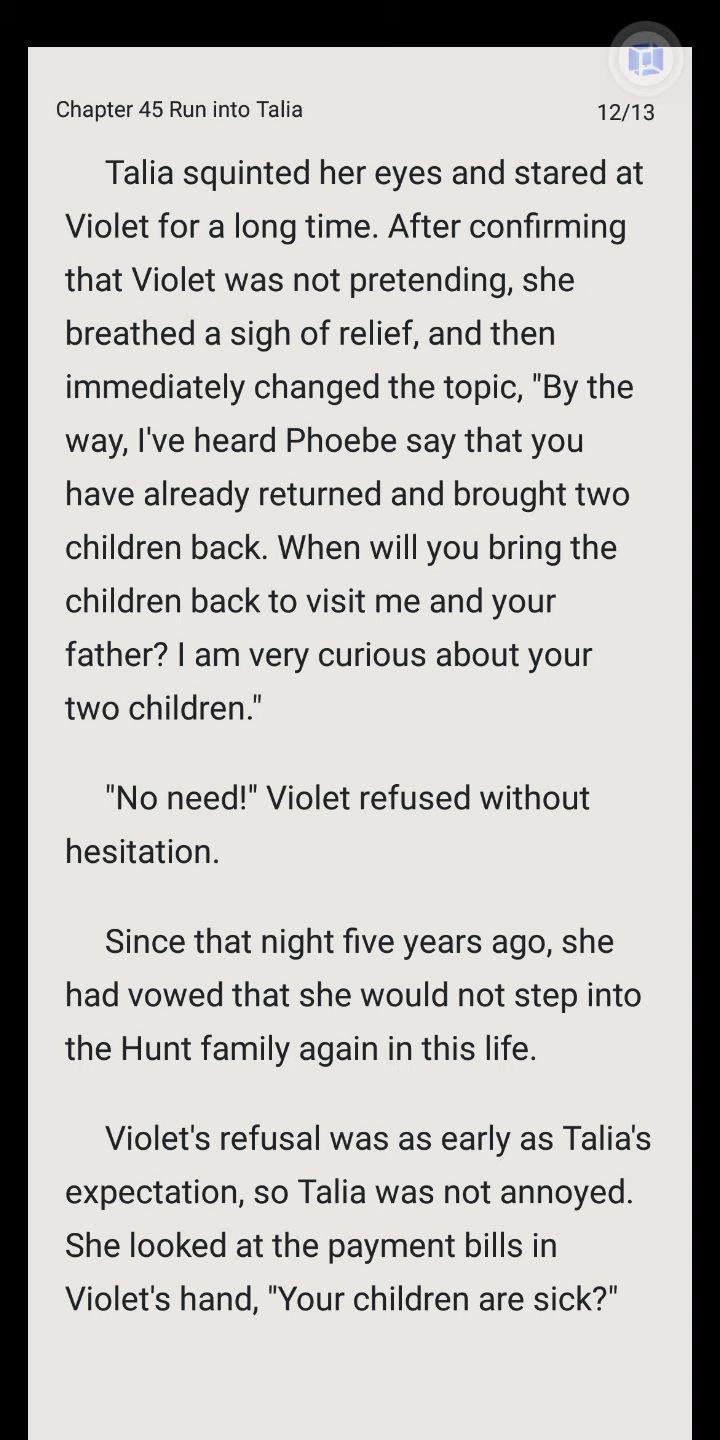 Chapter 45 Run into Talia
12/13
Talia squinted her eyes and stared at
Violet for a long time. After confirming
that Violet was not pretending, she
breathed a sigh of relief, and then
immediately changed the topic, "By the
way, I've heard Phoebe say that you
have already returned and brought two
children back. When will you bring the
children back to visit me and your
father? I am very curious about your
two children."
"No need!" Violet refused without
hesitation.
Since that night five years ago, she
had vowed that she would not step into
the Hunt family again in this life.
Violet's refusal was as early as Talia's
expectation, so Talia was not annoyed.
She looked at the payment bills in
Violet's hand, "Your children are sick?"